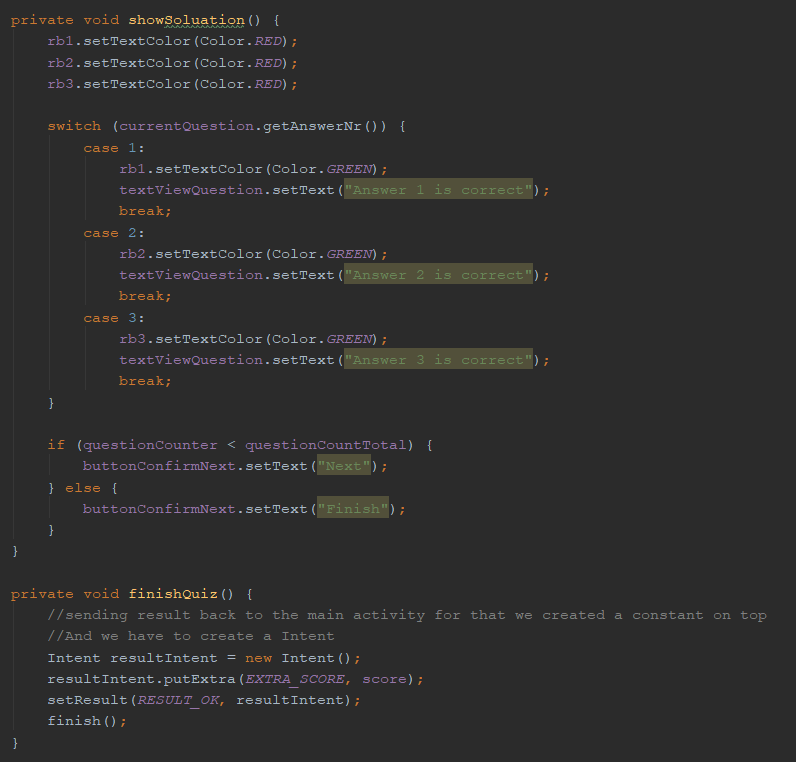 private void showSoluation() {
    rb1.setTextColor(Color.RED);
    rb2.setTextColor(Color.RED);
    rb3.setTextColor(Color.RED);

    switch (currentQuestion.getAnswerNr()) {
        case 1:
            rb1.setTextColor(Color.GREEN);
            textViewQuestion.setText("Answer 1 is correct");
            break;
        case 2:
            rb2.setTextColor(Color.GREEN);
            textViewQuestion.setText("Answer 2 is correct");
            break;
        case 3:
            rb3.setTextColor(Color.GREEN);
            textViewQuestion.setText("Answer 3 is correct");
            break;
    }

    if (questionCounter < questionCountTotal) {
        buttonConfirmNext.setText("Next");
    } else {
        buttonConfirmNext.setText("Finish");
    }
}

private void finishQuiz() {
    //sending result back to the main activity for that we created a constant on top
    //And we have to create a Intent
    Intent resultIntent = new Intent();
    resultIntent.putExtra(EXTRA_SCORE, score);
    setResult(RESULT_OK, resultIntent);
    finish();
}